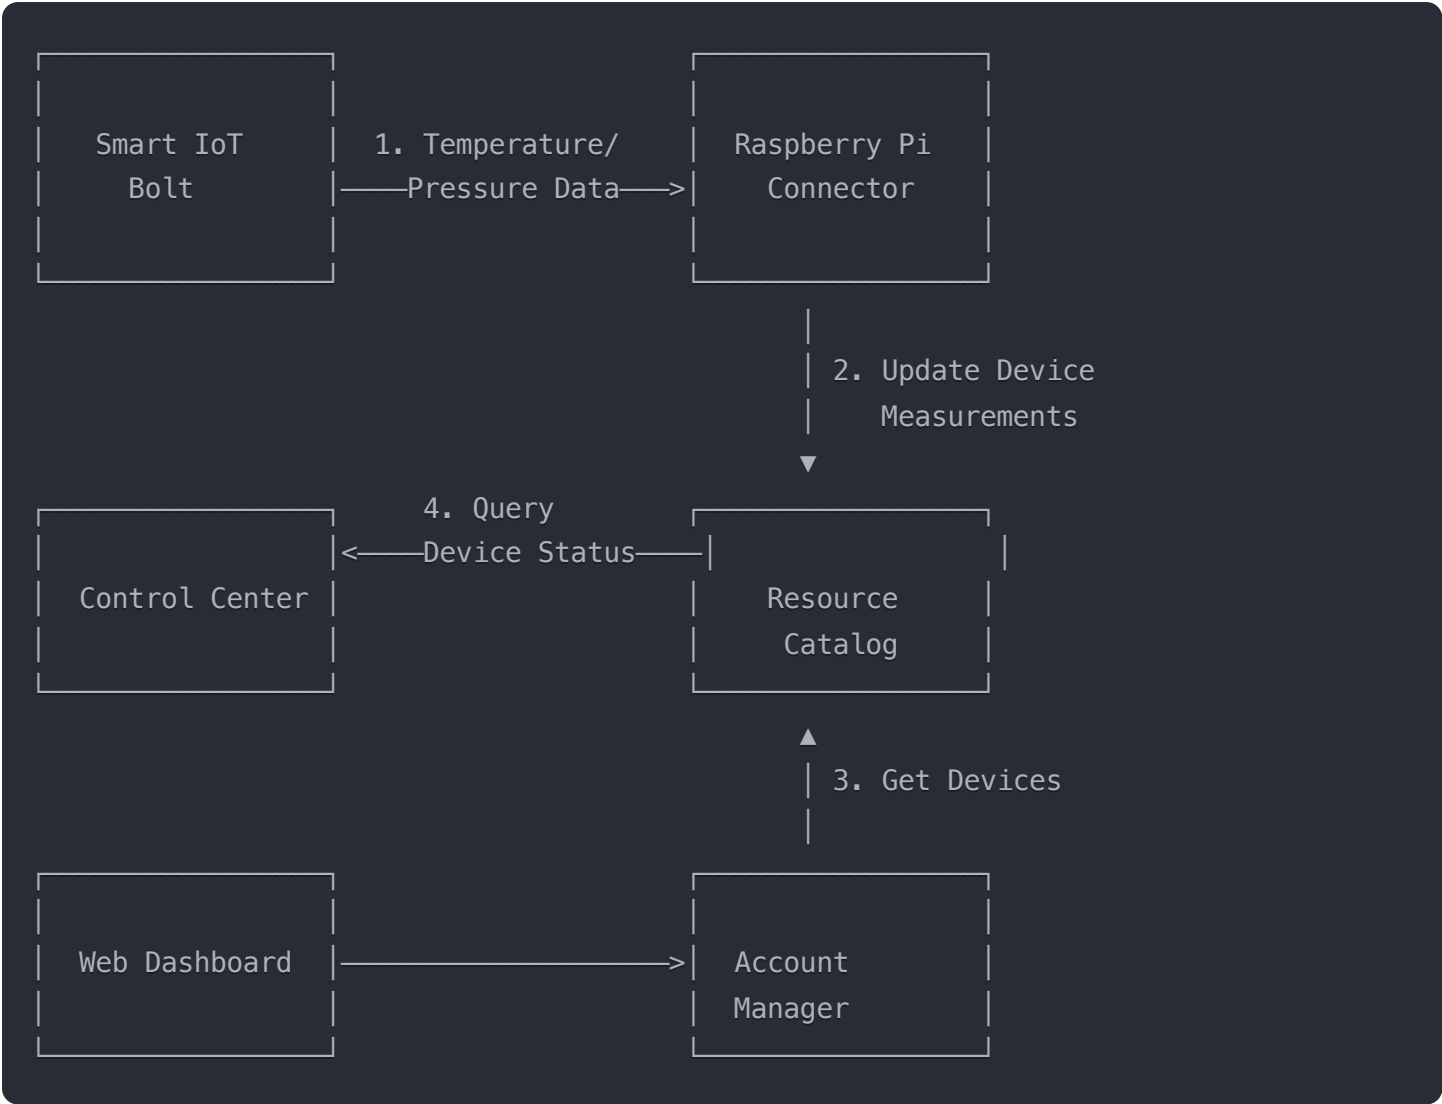 Smart IoT
Bolt
1. Temperature/
Pressure Data
Raspberry Pi
Connector
2. Update Device
Measurements
4. Query
Device Status
Control Center
Resource
Catalog
3. Get Devices
Web Dashboard
Account
Manager